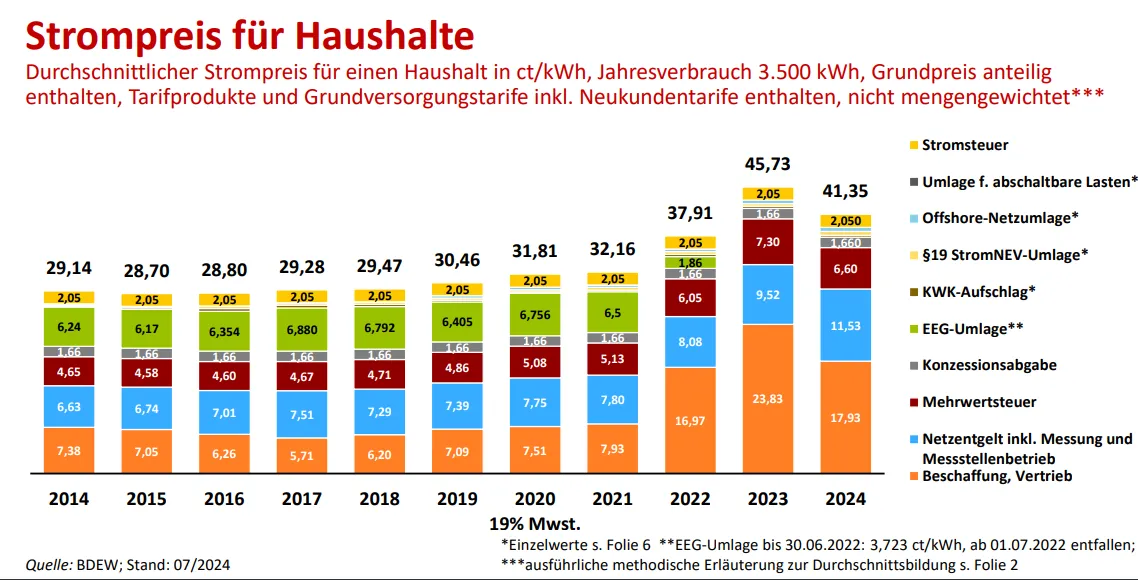 Strompreis für Haushalte
Durchschnittlicher Strompreis für einen Haushalt in ct/kWh, Jahresverbrauch 3.500 kWh, Grundpreis anteilig
enthalten, Tarifprodukte und Grundversorgungstarife inkl. Neukundentarife enthalten, nicht mengengewichtet***
29,14 28,70 28,80 29,28 29,47 30,46 31,81 32,16 37,91 45,73 41,35
2,05 2,05 2,05 2,05 2,05 2,05 2,05 2,05 2,05 2,05 2,050
6,24 6,17 6,354 6,880 6,792 6,405 6,756 6,5 1,86
1,66 1,66 1,66 1,66 1,66 1,66 1,66 1,66 1,66 1,66 1,660
4,65 4,58 4,60 4,67 4,71 4,86 5,08 5,13 6,05 7,30 6,60
6,63 6,74 7,01 7,51 7,29 7,39 7,75 7,80 8,08 9,52 11,53
7,38 7,05 6,26 5,71 6,20 7,09 7,51 7,93 16,97 23,83 17,93
2014 2015 2016 2017 2018 2019 2020 2021 2022 2023 2024
19% Mwst.
Stromsteuer
Umlage f. abschaltbare Lasten*
Offshore-Netzumlage*
§19 StromNEV-Umlage*
KWK-Aufschlag*
EEG-Umlage**
Konzessionsabgabe
Mehrwertsteuer
Netzentgelt inkl. Messung und
Messstellenbetrieb
Beschaffung, Vertrieb
*Einzelwerte s. Folie 6 **EEG-Umlage bis 30.06.2022: 3,723 ct/kWh, ab 01.07.2022 entfallen;
***ausführliche methodische Erläuterung zur Durchschnittsbildung s. Folie 2
Quelle: BDEW; Stand: 07/2024